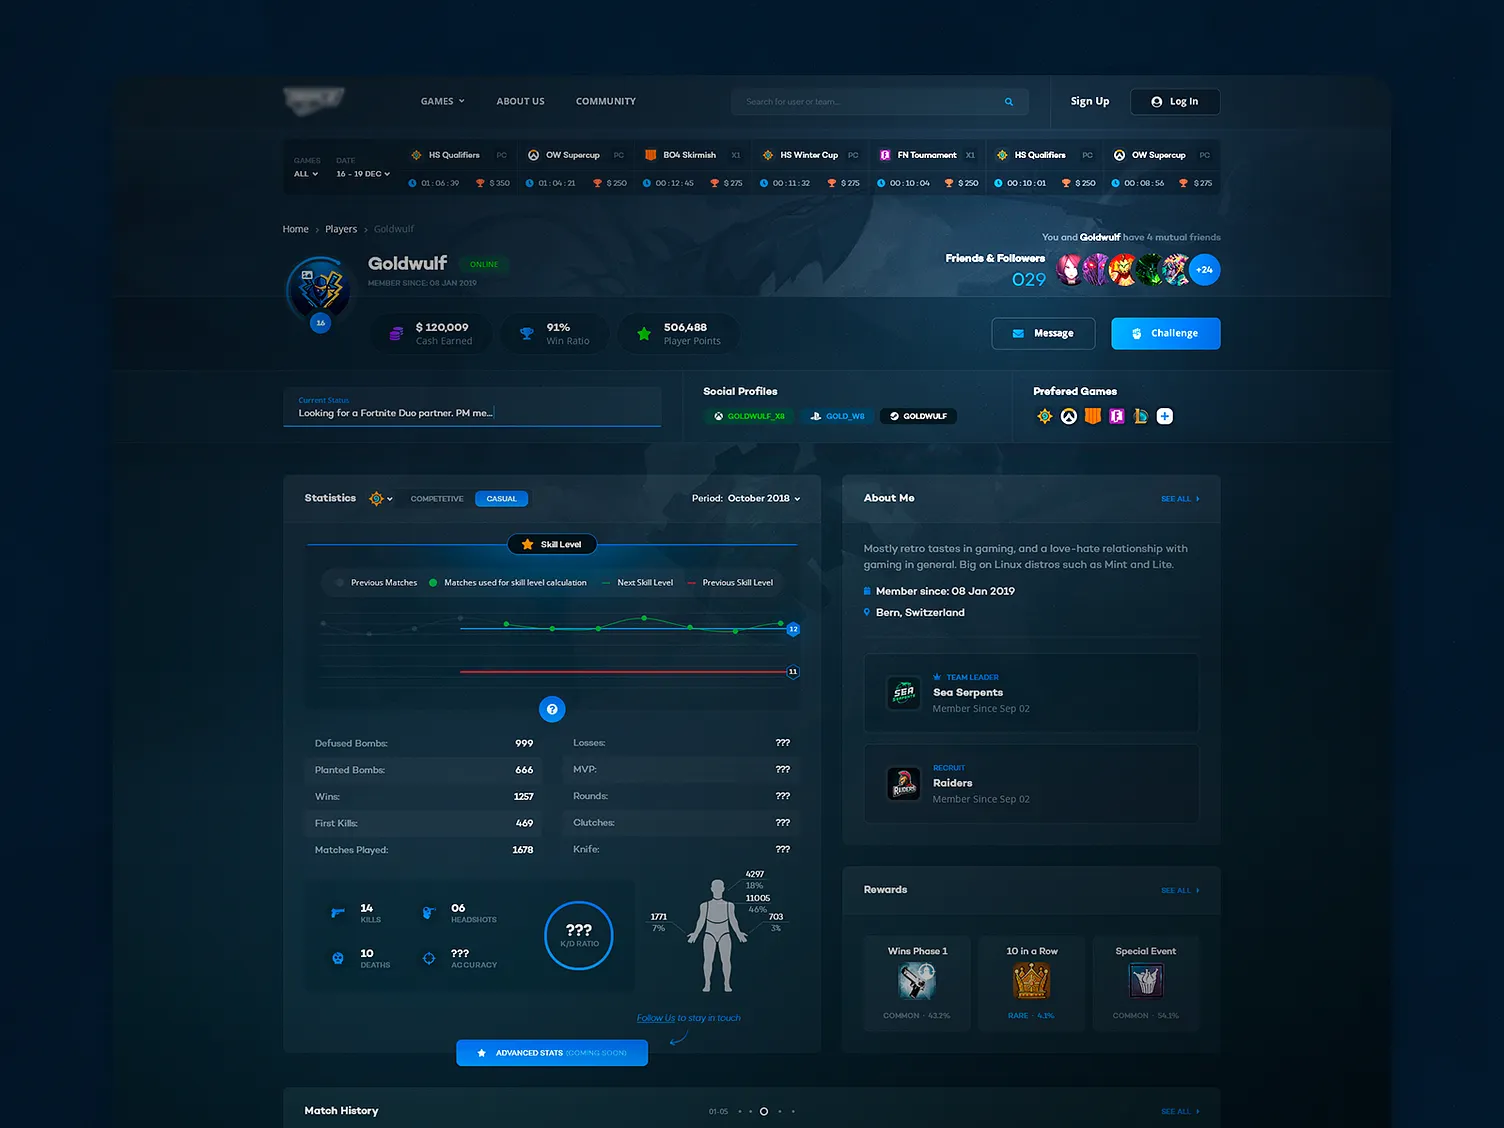 GAMES ABOUT US COMMUNITY Search for user or team... Sign Up Log In
GAMES DATE HS Qualifiers PC OW Supercup PC BO4 Skirmish X1 HS Winter Cup PC FN Tournament X1 HS Qualifiers PC OW Supercup PC
ALL 16 - 19 DEC 01 : 06 : 39 $ 350 01 : 04 : 21 $ 250 00 : 12 : 45 $ 275 00 : 11 : 32 $ 275 00 : 10 : 04 $ 250 00 : 10 : 01 $ 250 00 : 08 : 56 $ 275
Home > Players > Goldwulf
You and Goldwulf have 4 mutual friends
Goldwulf ONLINE
MEMBER SINCE: 08 JAN 2019
16
Friends & Followers
029
+24
$ 120,009 91% 506,488
Cash Earned Win Ratio Player Points
Message Challenge
Current Status
Looking for a Fortnite Duo partner. PM me...
Social Profiles
GOLDWULF_X8 GOLD_W8 GOLDWULF
Prefered Games
Statistics COMPETETIVE CASUAL Period: October 2018
Skill Level
Previous Matches Matches used for skill level calculation Next Skill Level Previous Skill Level
12
11
?
Defused Bombs: 999 Losses: ???
Planted Bombs: 666 MVP: ???
Wins: 1257 Rounds: ???
First Kills: 469 Clutches: ???
Matches Played: 1678 Knife: ???
14 06
KILLS HEADSHOTS
10 ???
DEATHS ACCURACY
???
K/D RATIO
4297
18%
11005
46%
1771
7%
703
3%
Follow Us to stay in touch
ADVANCED STATS (COMING SOON)
About Me SEE ALL
Mostly retro tastes in gaming, and a love-hate relationship with
gaming in general. Big on Linux distros such as Mint and Lite.
Member since: 08 Jan 2019
Bern, Switzerland
SEA
SERPENTS
TEAM LEADER
Sea Serpents
Member Since Sep 02
RAIDERS
RECRUIT
Raiders
Member Since Sep 02
Rewards SEE ALL
Wins Phase 1 10 in a Row Special Event
COMMON · 43.2% RARE · 4.1% COMMON · 54.1%
Match History 01-05 SEE ALL